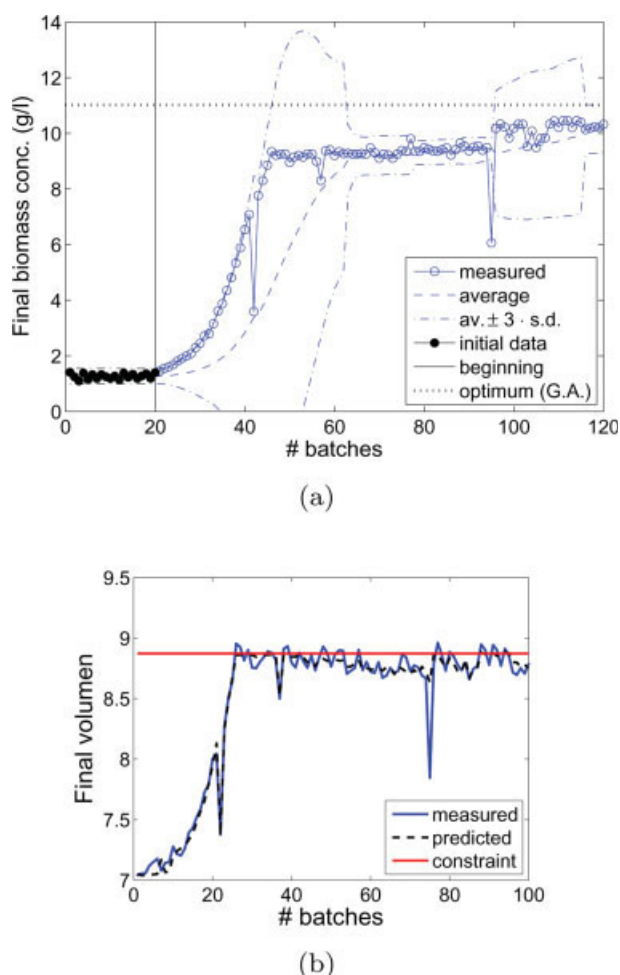 14
12
10
8
6
4
2
0
Final biomass conc. (g/l)
measured
average
av.± 3 · s.d.
initial data
beginning
optimum (G.A.)
0 20 40 60 80 100 120
# batches
(a)
9.5
9
8.5
8
7.5
7
Final volumen
measured
predicted
constraint
0 20 40 60 80 100
# batches
(b)